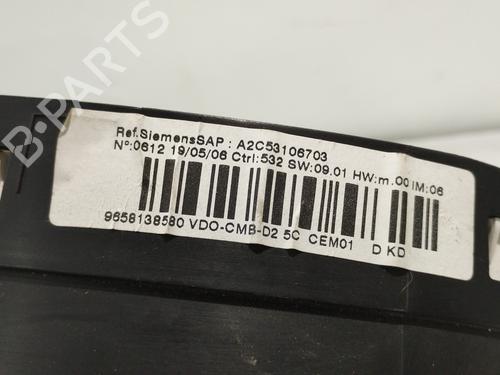 Ref.SiemensSAP : A2C53106703
Nº:0612 19/05/06 Ctrl:532 SW:09.01 HW:m.00 IM:06
9658138580 VDO-CMB-D2 5C CEM01 D KD
B-PARTS